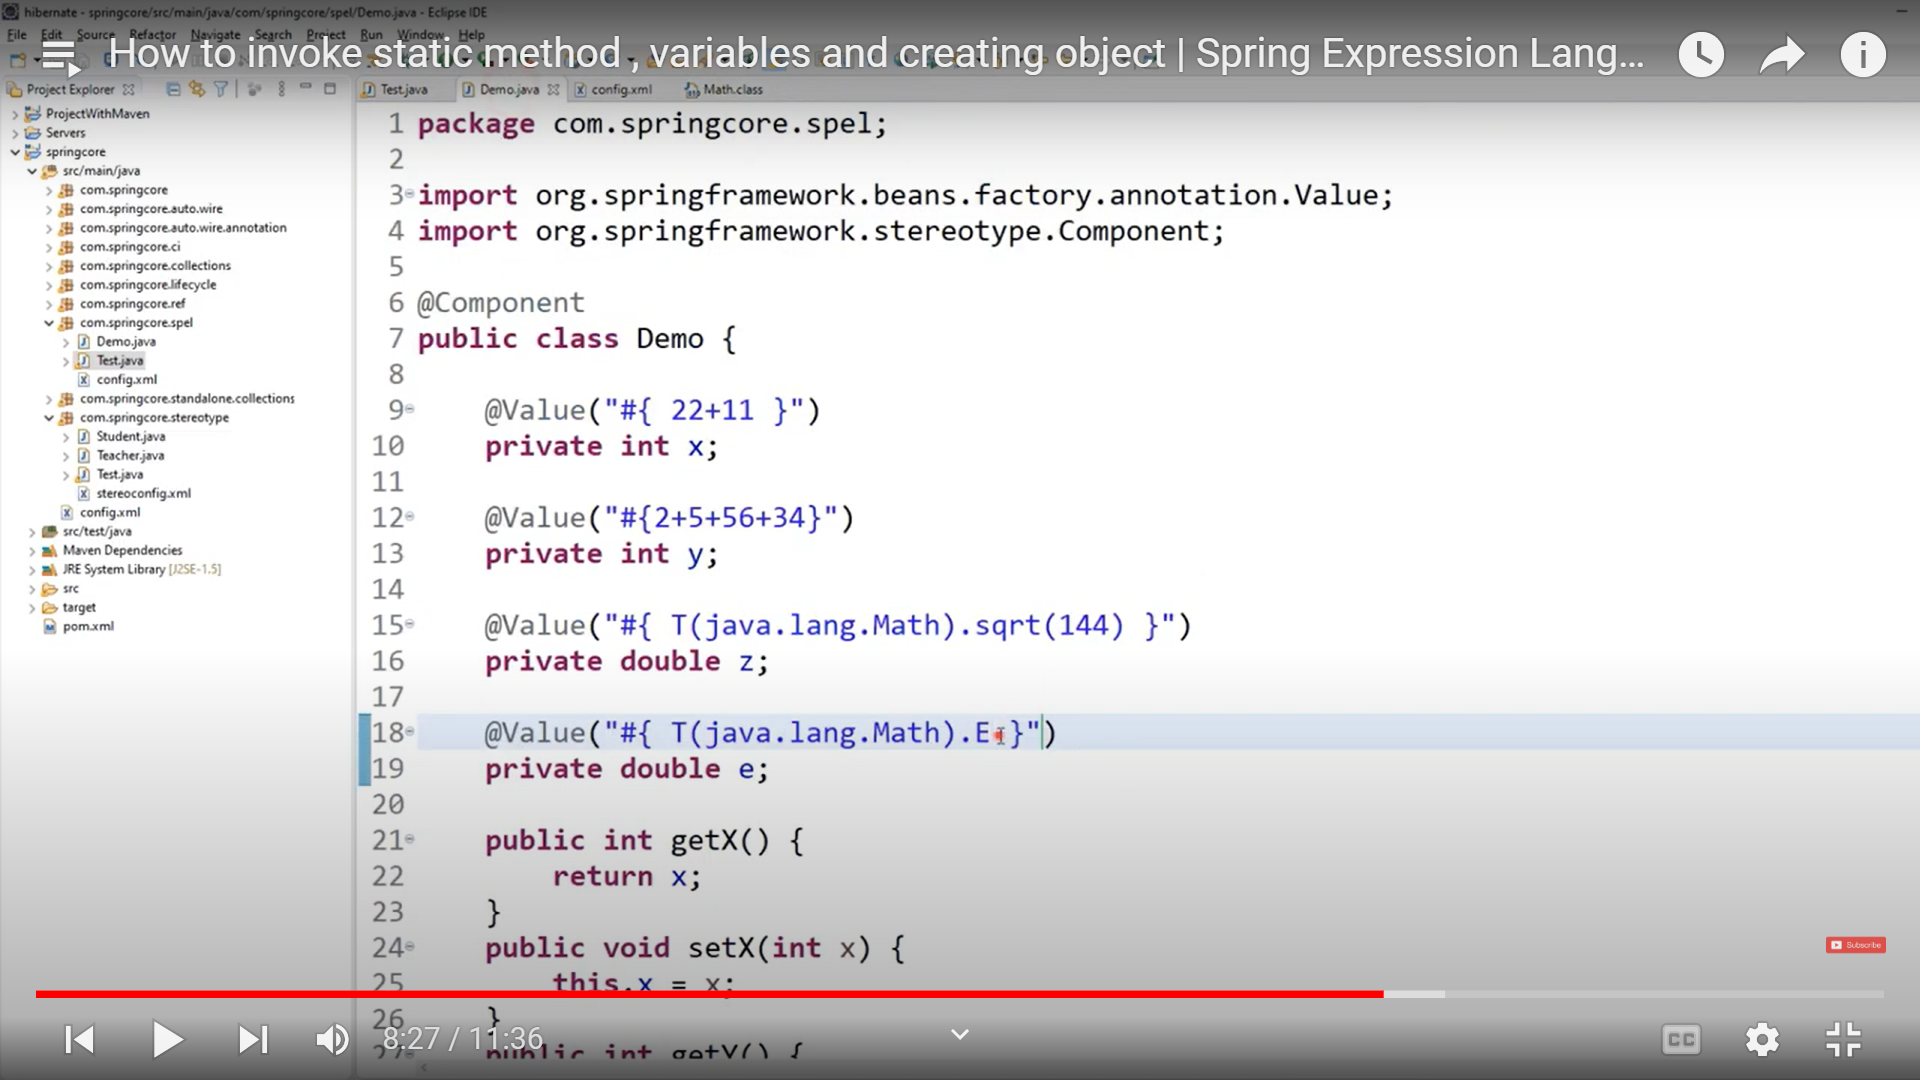 hibernate - springcore/src/main/java/com/springcore/spel/Demo.java - Eclipse IDE
File Edit Source Refactor Navigate Search Project Run Window Help
How to invoke static method , variables and creating object | Spring Expression Lang...
Project Explorer
Test.java Demo.java config.xml Math.class
ProjectWithMaven
Servers
springcore
src/main/java
com.springcore
com.springcore.auto.wire
com.springcore.auto.wire.annotation
com.springcore.ci
com.springcore.collections
com.springcore.lifecycle
com.springcore.ref
com.springcore.spel
Demo.java
Test.java
config.xml
com.springcore.standalone.collections
com.springcore.stereotype
Student.java
Teacher.java
Test.java
stereoconfig.xml
config.xml
src/test/java
Maven Dependencies
JRE System Library [J2SE-1.5]
src
target
pom.xml
1 package com.springcore.spel;
2
3 import org.springframework.beans.factory.annotation.Value;
4 import org.springframework.stereotype.Component;
5
6 @Component
7 public class Demo {
8
9 @Value("#{ 22+11 }")
10 private int x;
11
12 @Value("#{2+5+56+34}")
13 private int y;
14
15 @Value("#{ T(java.lang.Math).sqrt(144) }")
16 private double z;
17
18 @Value("#{ T(java.lang.Math).E }")
19 private double e;
20
21 public int getX() {
22 return x;
23 }
24 public void setX(int x) {
25 this.x = x;
26 }
27 public int getY() {
Subscribe
8:27 / 11:36
CC